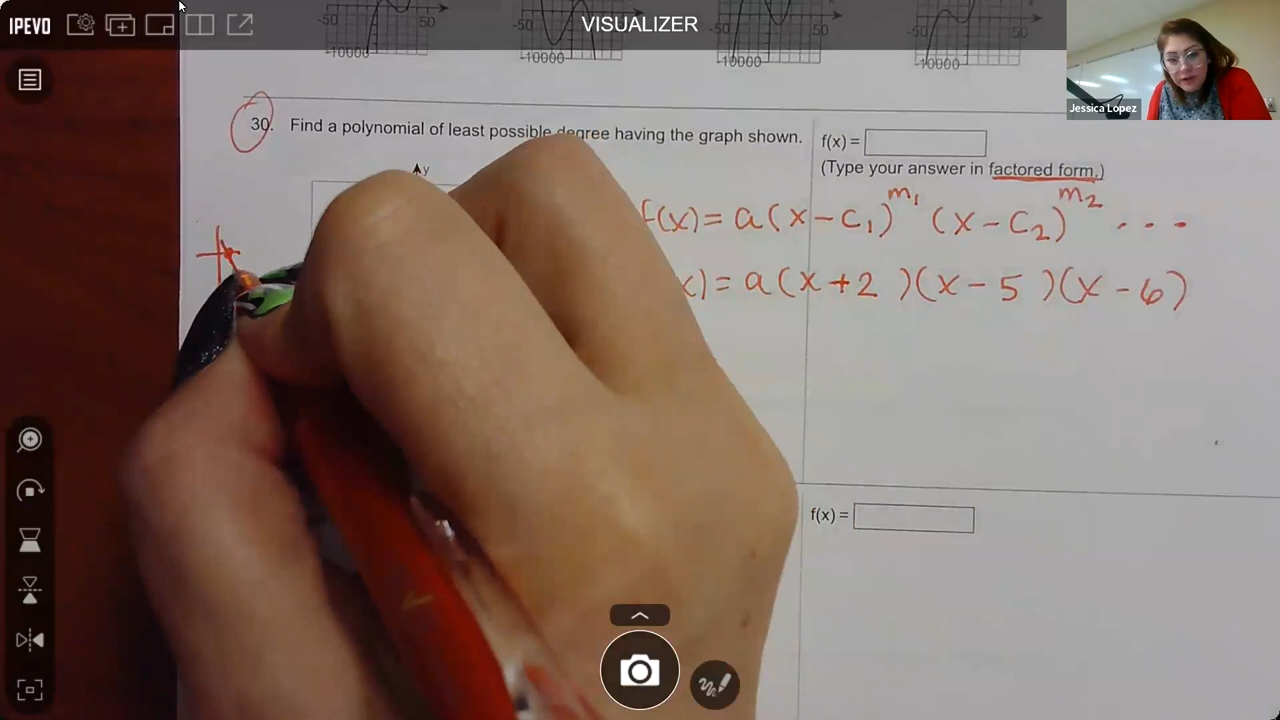 IPEVO
VISUALIZER
-50 50 -50 -50 50 -50 50
-10000 -10000 -10000 -10000
Jessica Lopez
30. Find a polynomial of least possible degree having the graph shown.
f(x) =
(Type your answer in factored form.)
y
f(x) = a(x-c₁)^m₁ (x-c₂)^m₂ ...
x) = a(x+2)(x-5)(x-6)
f(x) =